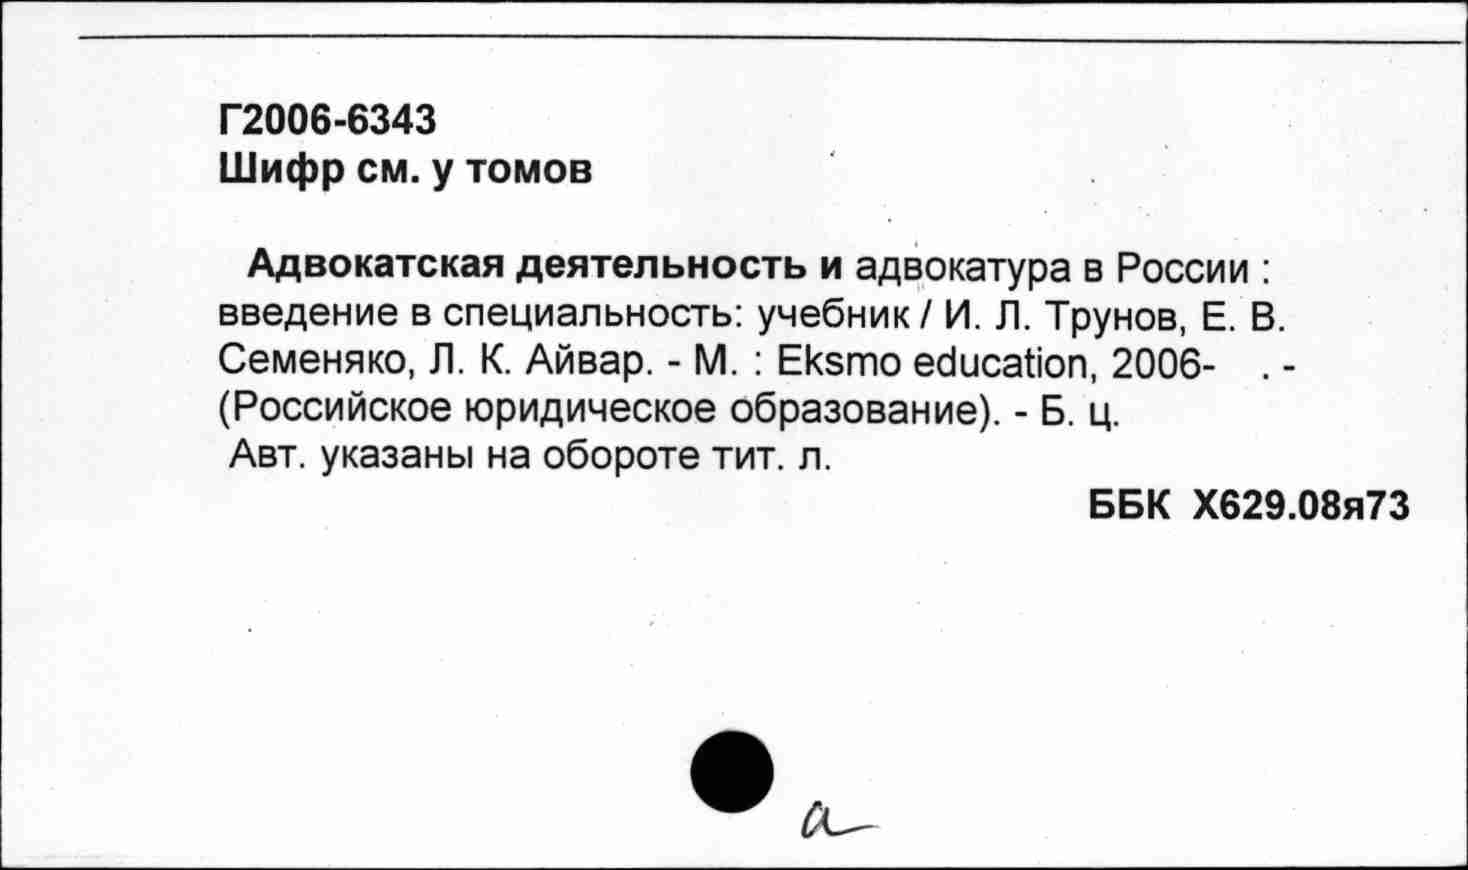 Г2006-6343
Шифр см. у томов
Адвокатская деятельность и адвокатура в России :
введение в специальность: учебник / И. Л. Трунов, Е. В.
Семеняко, Л. К. Айвар. - М. : Eksmo education, 2006-   . -
(Российское юридическое образование). - Б. ц.
Авт. указаны на обороте тит. л.
ББК Х629.08я73
а